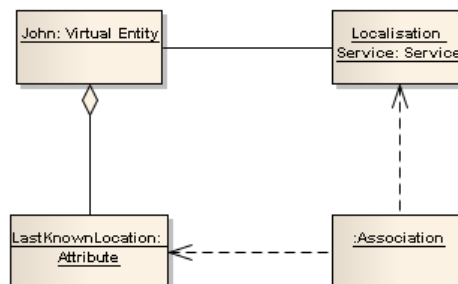 John: Virtual Entity
Localisation
Service: Service
LastKnownLocation:
Attribute
:Association